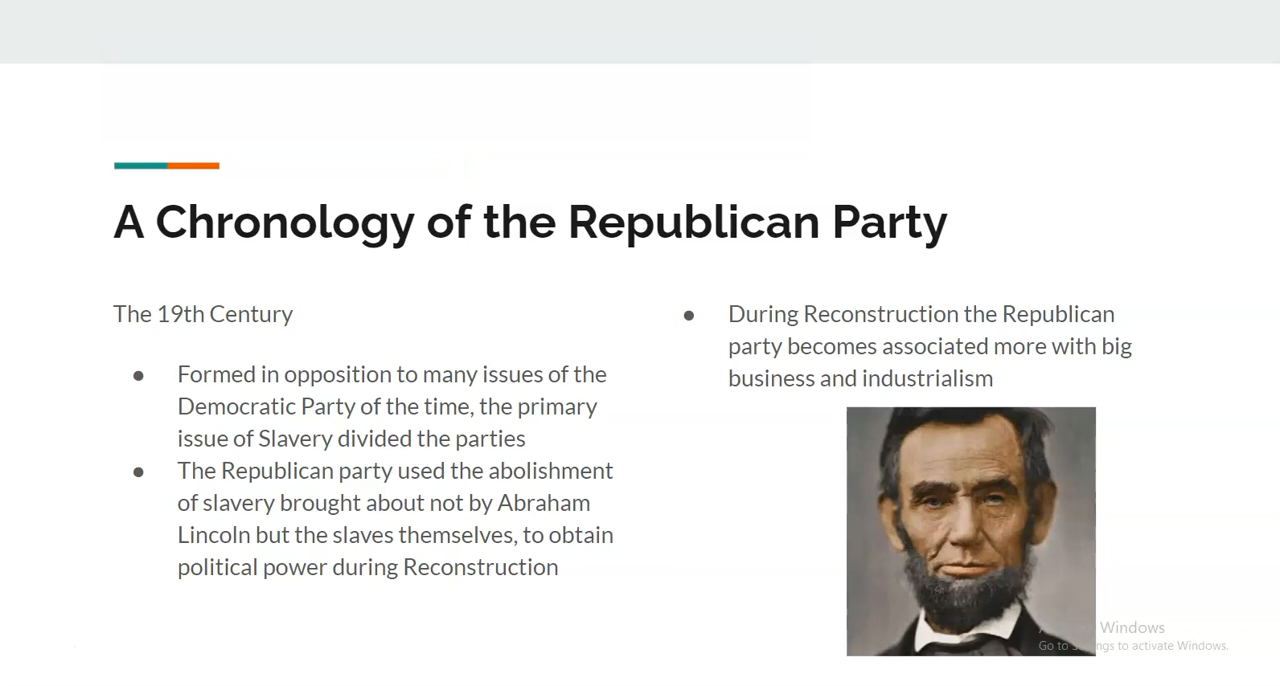 A Chronology of the Republican Party
The 19th Century
● Formed in opposition to many issues of the
Democratic Party of the time, the primary
issue of Slavery divided the parties
● The Republican party used the abolishment
of slavery brought about not by Abraham
Lincoln but the slaves themselves, to obtain
political power during Reconstruction
● During Reconstruction the Republican
party becomes associated more with big
business and industrialism
Windows
Go to to activate Windows.